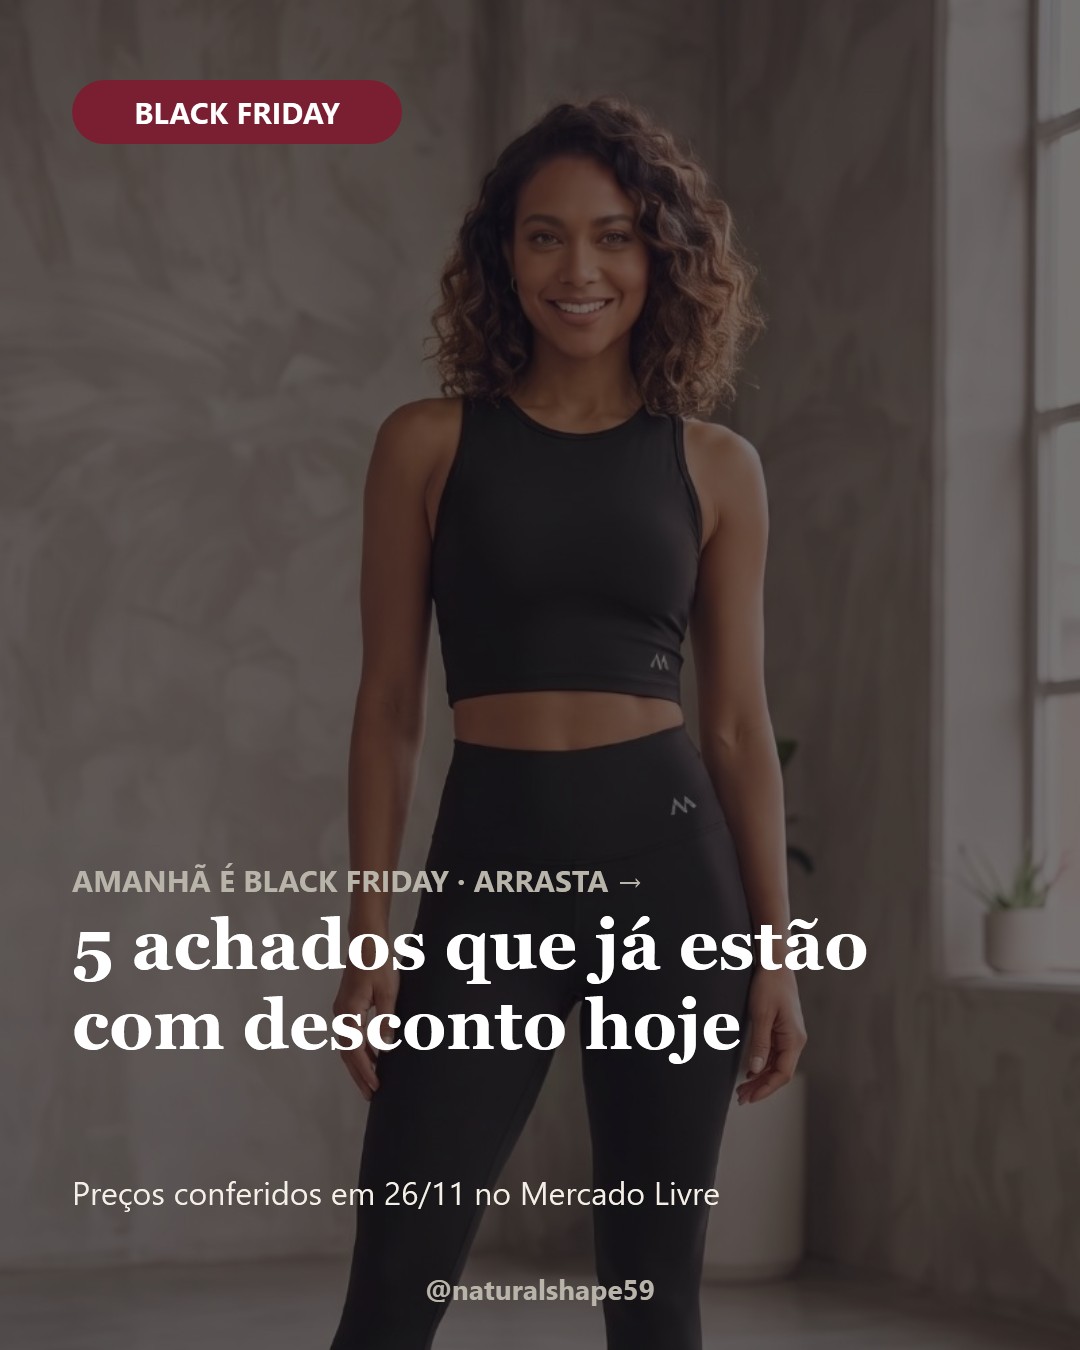 BLACK FRIDAY
AMANHÃ É BLACK FRIDAY · ARRASTA →
5 achados que já estão
com desconto hoje
Preços conferidos em 26/11 no Mercado Livre
@naturalshape59